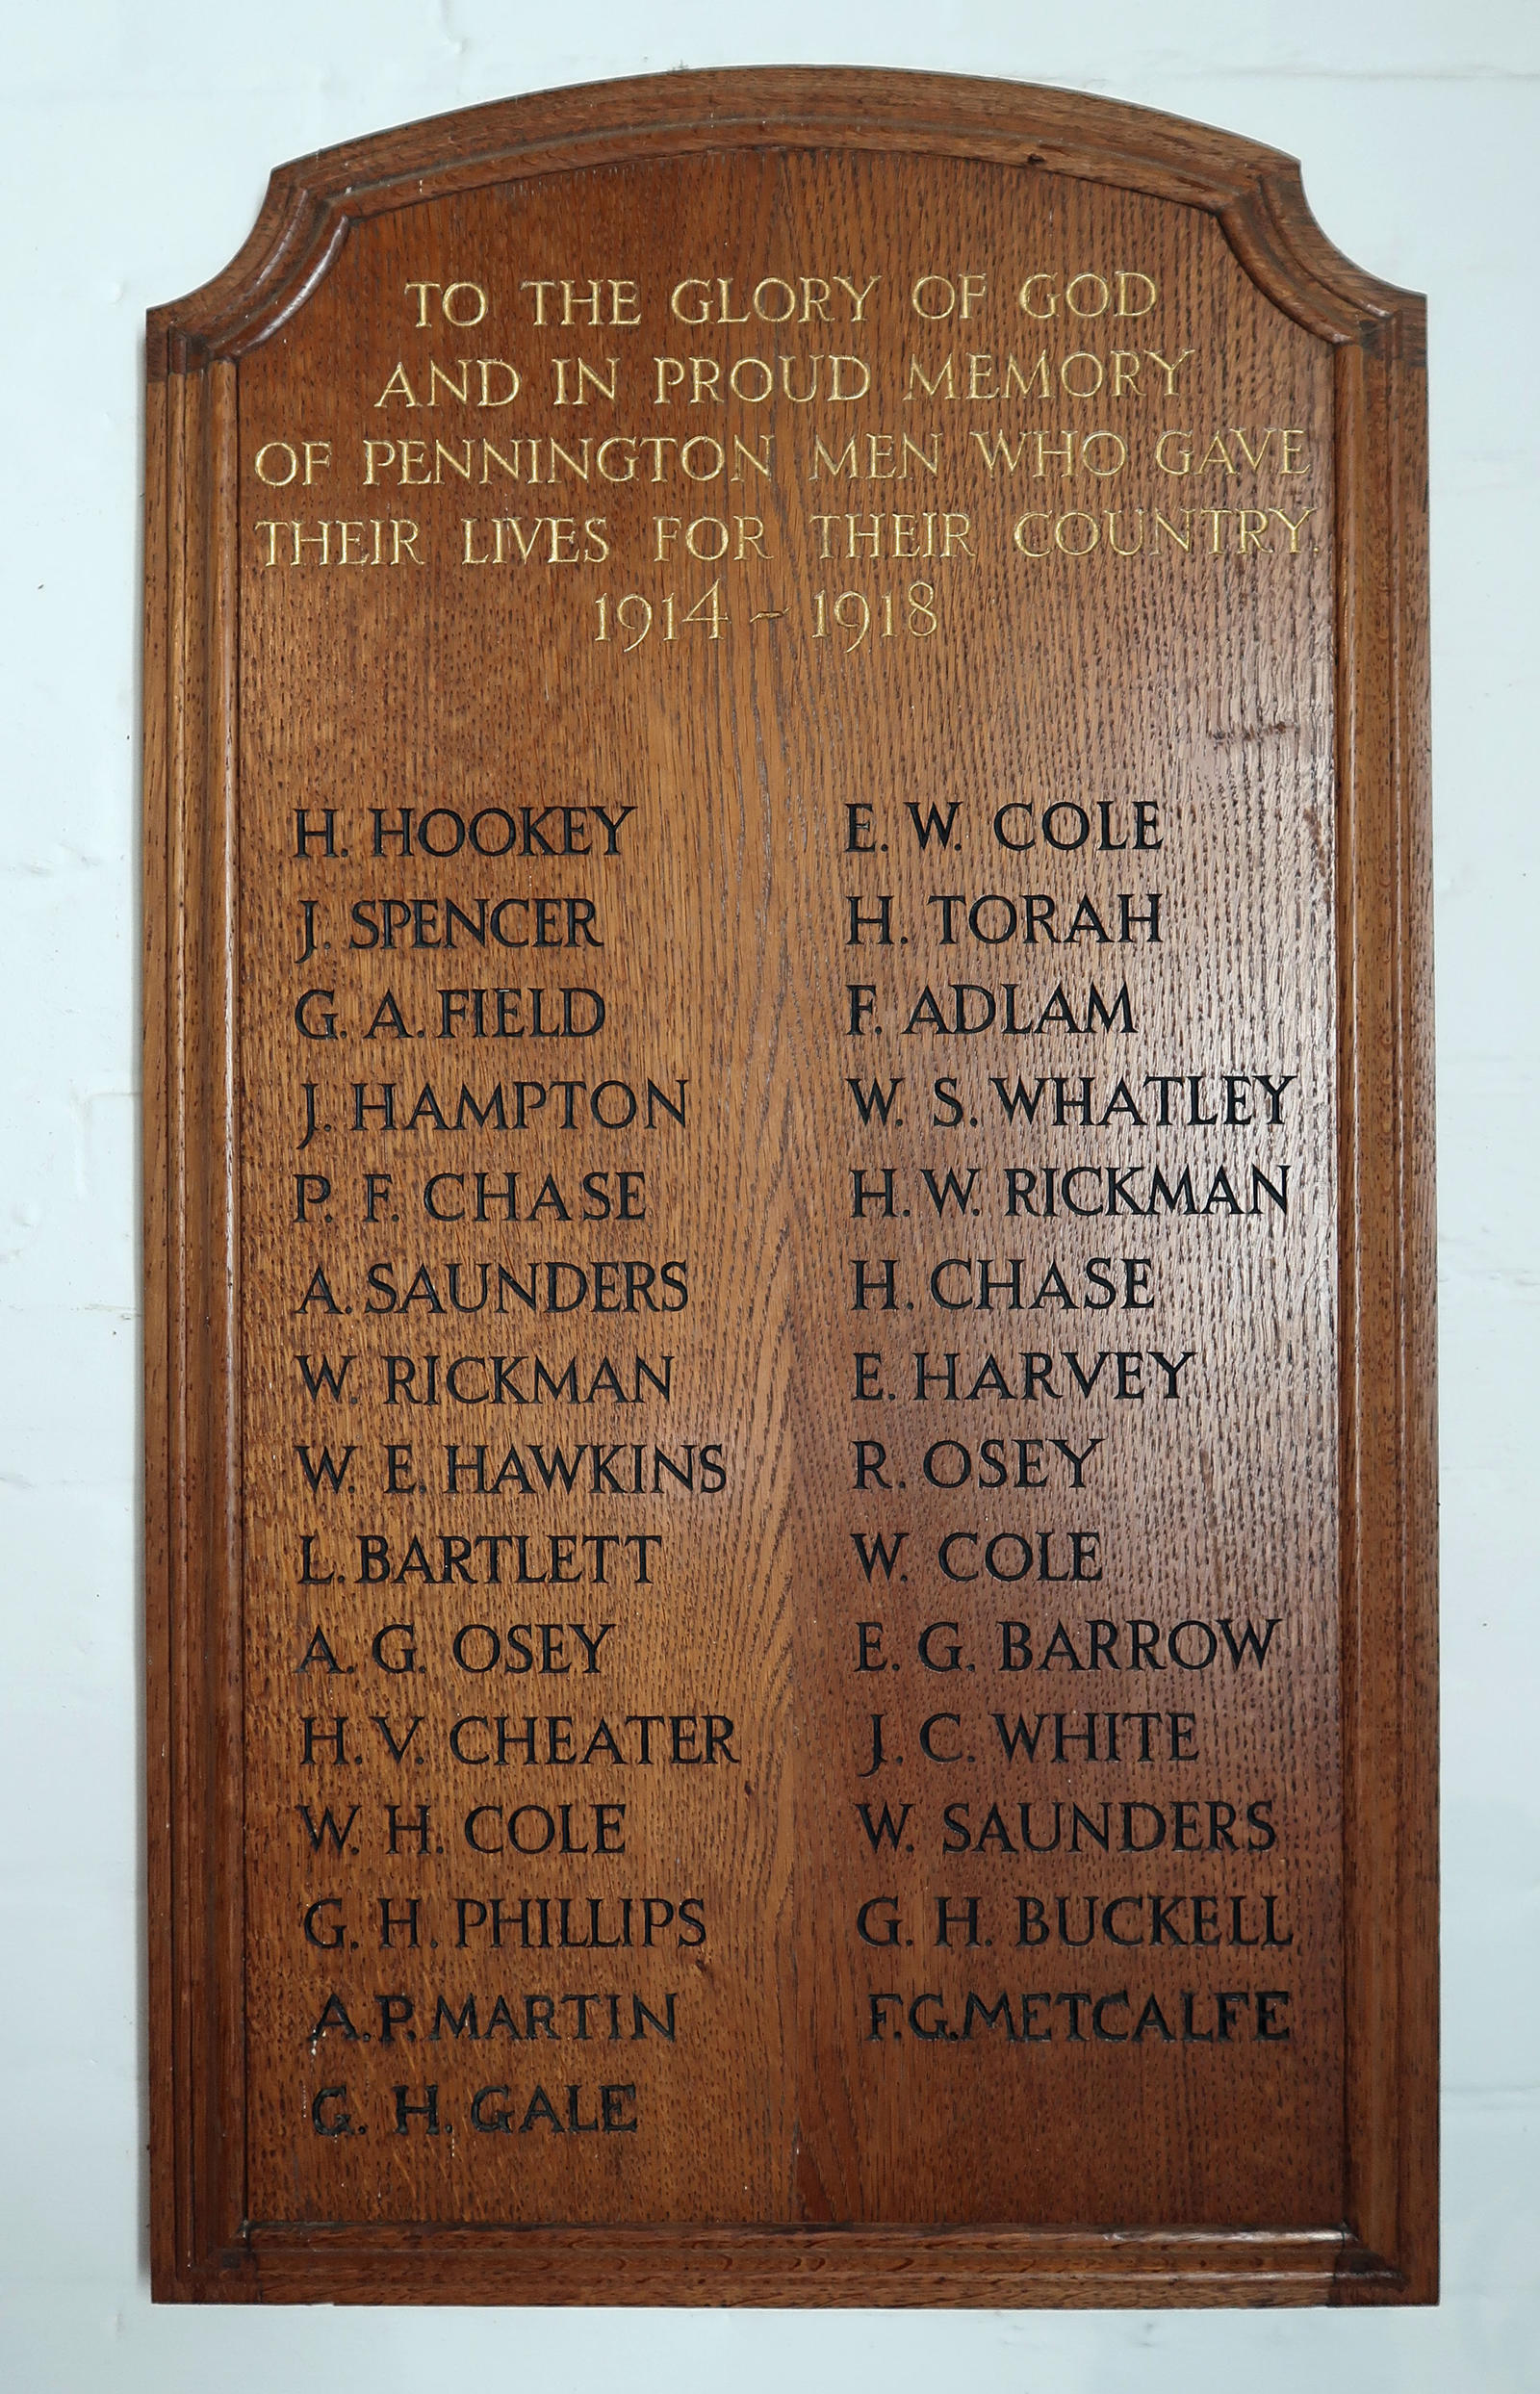 TO THE GLORY OF GOD
AND IN PROUD MEMORY
OF PENNINGTON MEN WHO GAVE
THEIR LIVES FOR THEIR COUNTRY.
1914 - 1918
H. HOOKEY
J. SPENCER
G. A. FIELD
J. HAMPTON
P. F. CHASE
A. SAUNDERS
W. RICKMAN
W. E. HAWKINS
L. BARTLETT
A. G. OSEY
H. V. CHEATER
W. H. COLE
G. H. PHILLIPS
A. P. MARTIN
G. H. GALE
E. W. COLE
H. TORAH
F. ADLAM
W. S. WHATLEY
H. W. RICKMAN
H. CHASE
E. HARVEY
R. OSEY
W. COLE
E. G. BARROW
J. C. WHITE
W. SAUNDERS
G. H. BUCKELL
F.G.METCALFE